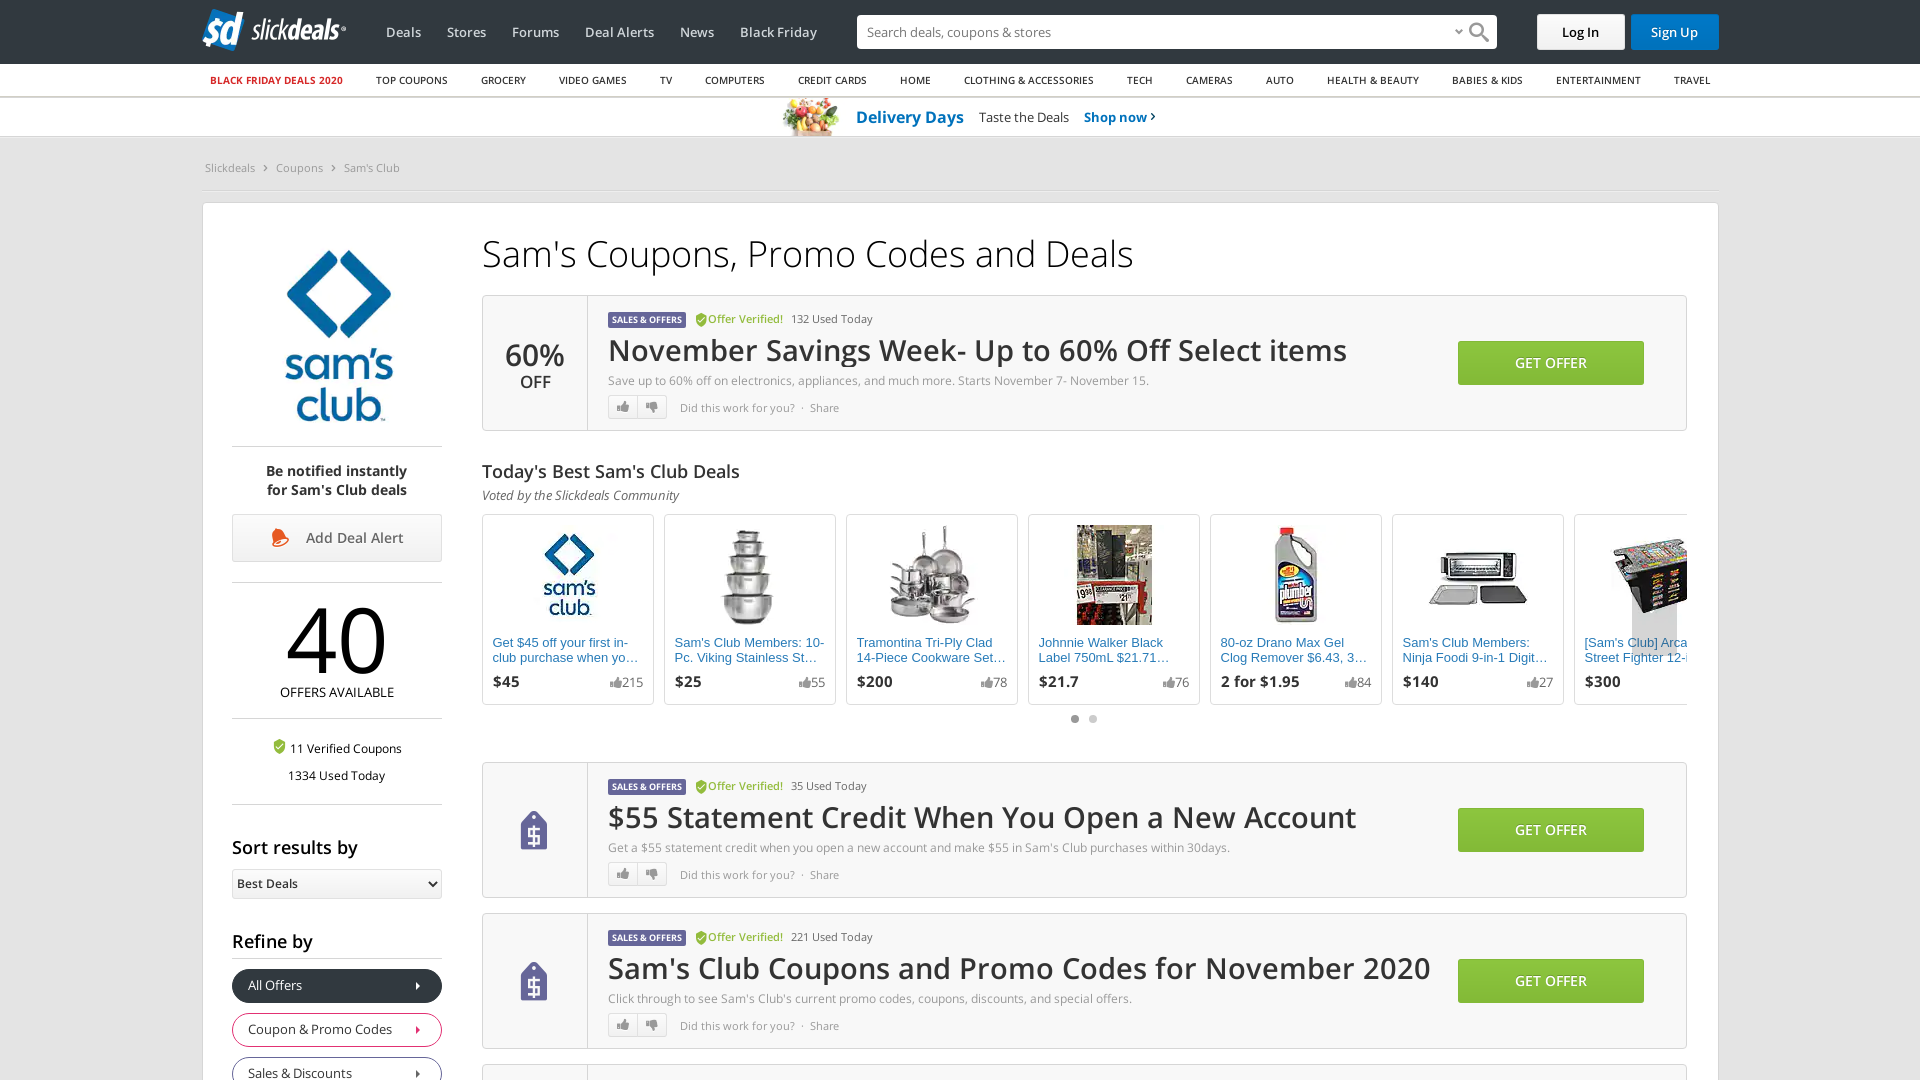 sd slickdeals
Deals
Stores
Forums
Deal Alerts
News
Black Friday
Search deals, coupons & stores
Log In
Sign Up
BLACK FRIDAY DEALS 2020
TOP COUPONS
GROCERY
VIDEO GAMES
TV
COMPUTERS
CREDIT CARDS
HOME
CLOTHING & ACCESSORIES
TECH
CAMERAS
AUTO
HEALTH & BEAUTY
BABIES & KIDS
ENTERTAINMENT
TRAVEL
Delivery Days Taste the Deals Shop now
Slickdeals > Coupons > Sam's Club
sam's
club
Be notified instantly
for Sam's Club deals
Add Deal Alert
40
OFFERS AVAILABLE
11 Verified Coupons
1334 Used Today
Sort results by
Best Deals
Refine by
All Offers
Coupon & Promo Codes
Sales & Discounts
Sam's Coupons, Promo Codes and Deals
60%
OFF
SALES & OFFERS Offer Verified! 132 Used Today
November Savings Week- Up to 60% Off Select items
Save up to 60% off on electronics, appliances, and much more. Starts November 7- November 15.
Did this work for you? · Share
GET OFFER
Today's Best Sam's Club Deals
Voted by the Slickdeals Community
sam's
club
Get $45 off your first in-
club purchase when yo…
$45 215
Sam's Club Members: 10-
Pc. Viking Stainless St…
$25 55
Tramontina Tri-Ply Clad
14-Piece Cookware Set…
$200 78
Johnnie Walker Black
Label 750mL $21.71…
$21.7 76
plumber
80-oz Drano Max Gel
Clog Remover $6.43, 3…
2 for $1.95 84
Sam's Club Members:
Ninja Foodi 9-in-1 Digit…
$140 27
[Sam's Club] Arca
Street Fighter 12-i
$300
SALES & OFFERS Offer Verified! 35 Used Today
$55 Statement Credit When You Open a New Account
Get a $55 statement credit when you open a new account and make $55 in Sam's Club purchases within 30days.
Did this work for you? · Share
GET OFFER
SALES & OFFERS Offer Verified! 221 Used Today
Sam's Club Coupons and Promo Codes for November 2020
Click through to see Sam's Club's current promo codes, coupons, discounts, and special offers.
Did this work for you? · Share
GET OFFER